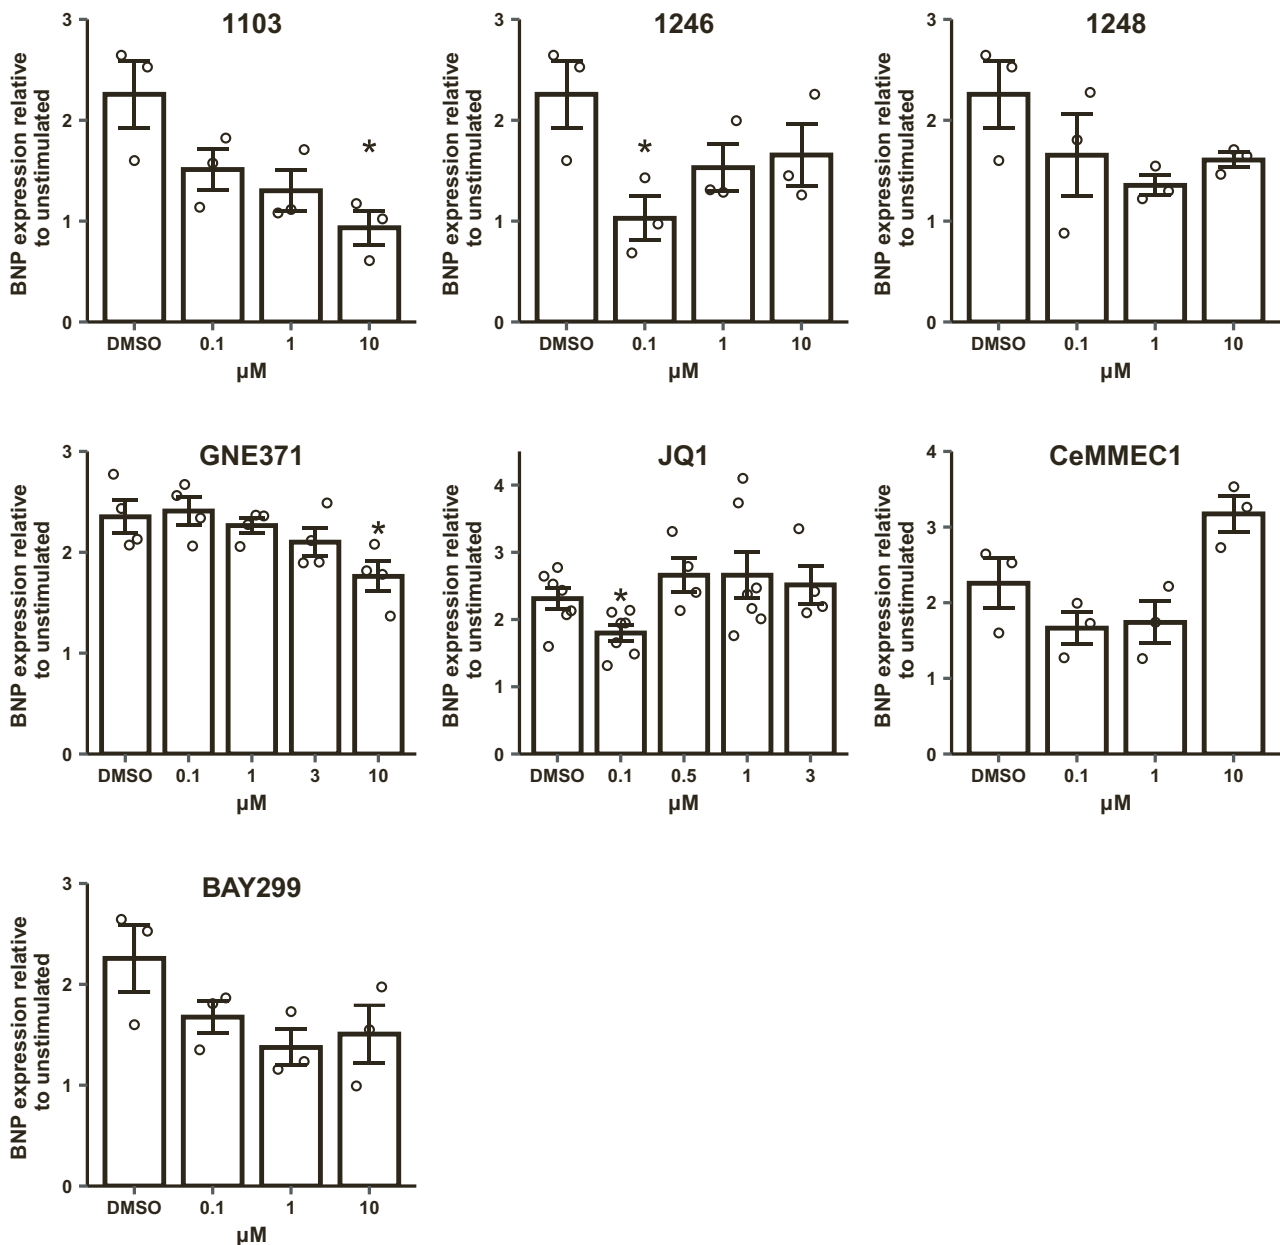 1103
BNP expression relative
to unstimulated
3
2
1
0
DMSO 0.1 1 10
µM
1246
BNP expression relative
to unstimulated
3
2
1
0
*
DMSO 0.1 1 10
µM
1248
BNP expression relative
to unstimulated
3
2
1
0
DMSO 0.1 1 10
µM
GNE371
BNP expression relative
to unstimulated
3
2
1
0
*
DMSO 0.1 1 3 10
µM
JQ1
BNP expression relative
to unstimulated
4
3
2
1
0
*
DMSO 0.1 0.5 1 3
µM
CeMMEC1
BNP expression relative
to unstimulated
4
3
2
1
0
DMSO 0.1 1 10
µM
BAY299
BNP expression relative
to unstimulated
3
2
1
0
DMSO 0.1 1 10
µM